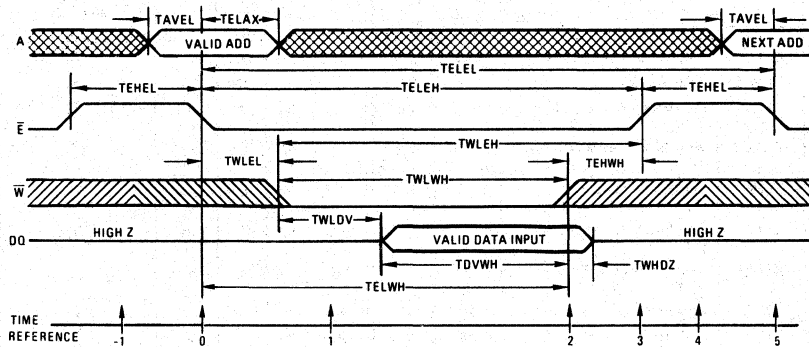 TAVEL TELAX TAVEL
A VALID ADD NEXT ADD
TELEL
TEHEL TELEH TEHEL
E
TWLEH
TWLEL TEHWH
TWLWH
W
TWLDV
HIGH Z HIGH Z
DQ VALID DATA INPUT
TDVWH TWHDZ
TELWH
TIME
REFERENCE
-1 0 1 2 3 4 5